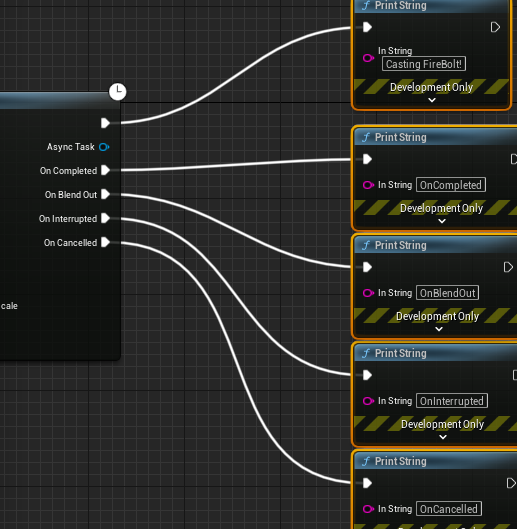 Print String
In String
Casting FireBolt!
Development Only
Async Task
On Completed
On Blend Out
On Interrupted
On Cancelled
cale
Print String
In String OnCompleted
Development Only
Print String
In String OnBlendOut
Development Only
Print String
In String OnInterrupted
Development Only
Print String
In String OnCancelled